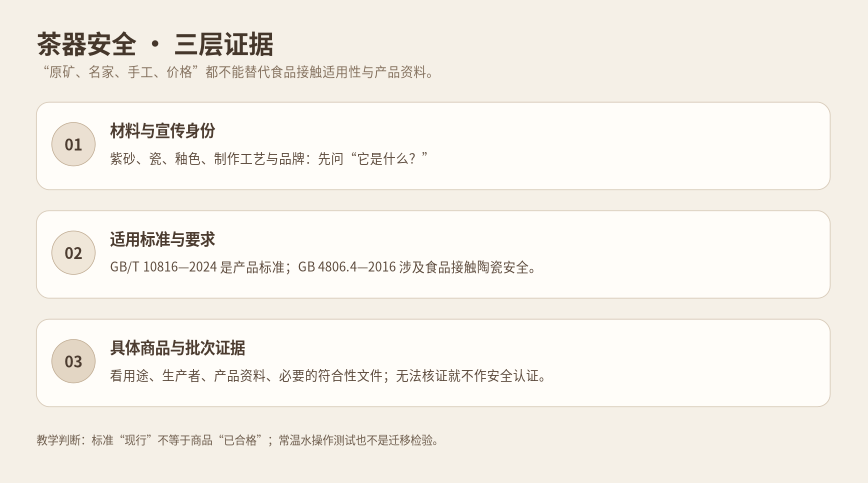 茶器安全 · 三层证据
“原矿、名家、手工、价格”都不能替代食品接触适用性与产品资料。
01
材料与宣传身份
紫砂、瓷、釉色、制作工艺与品牌：先问“它是什么？”
02
适用标准与要求
GB/T 10816—2024 是产品标准；GB 4806.4—2016 涉及食品接触陶瓷安全。
03
具体商品与批次证据
看用途、生产者、产品资料、必要的符合性文件；无法核证就不作安全认证。
教学判断：标准“现行”不等于商品“已合格”；常温水操作测试也不是迁移检验。